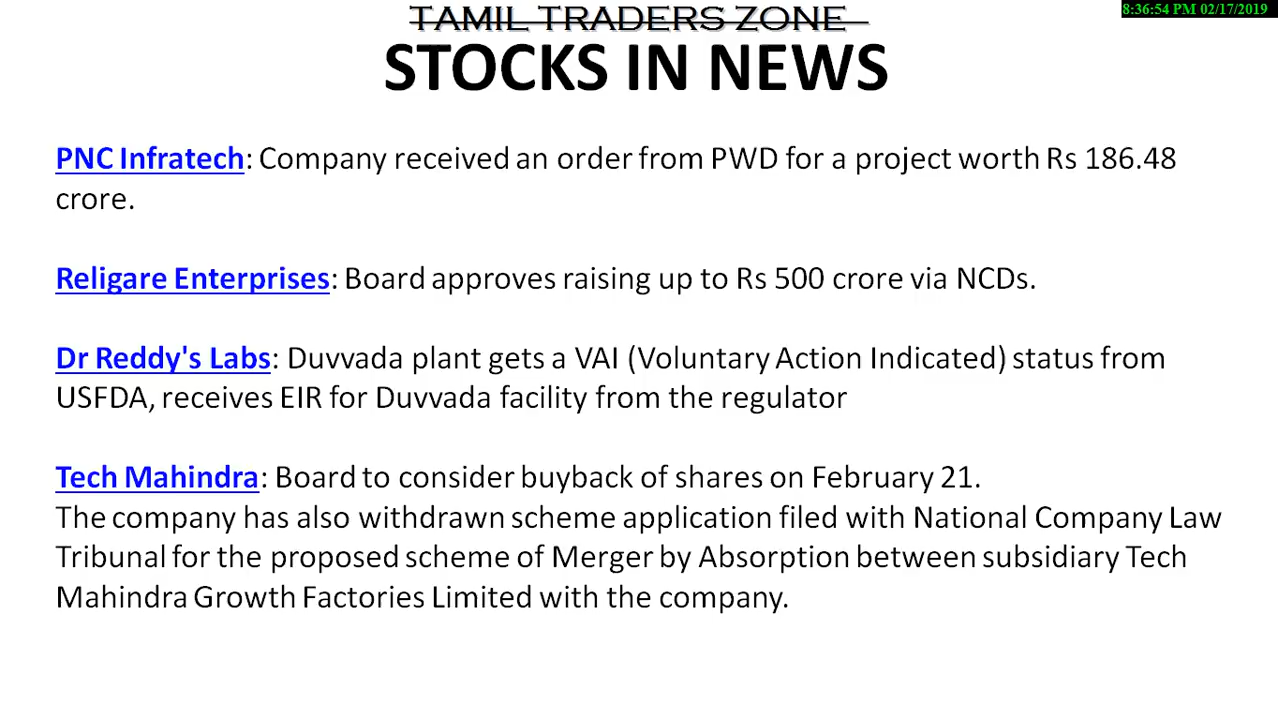 8:36:54 PM 02/17/2019
TAMIL TRADERS ZONE
STOCKS IN NEWS
PNC Infratech: Company received an order from PWD for a project worth Rs 186.48
crore.
Religare Enterprises: Board approves raising up to Rs 500 crore via NCDs.
Dr Reddy's Labs: Duvvada plant gets a VAI (Voluntary Action Indicated) status from
USFDA, receives EIR for Duvvada facility from the regulator
Tech Mahindra: Board to consider buyback of shares on February 21.
The company has also withdrawn scheme application filed with National Company Law
Tribunal for the proposed scheme of Merger by Absorption between subsidiary Tech
Mahindra Growth Factories Limited with the company.